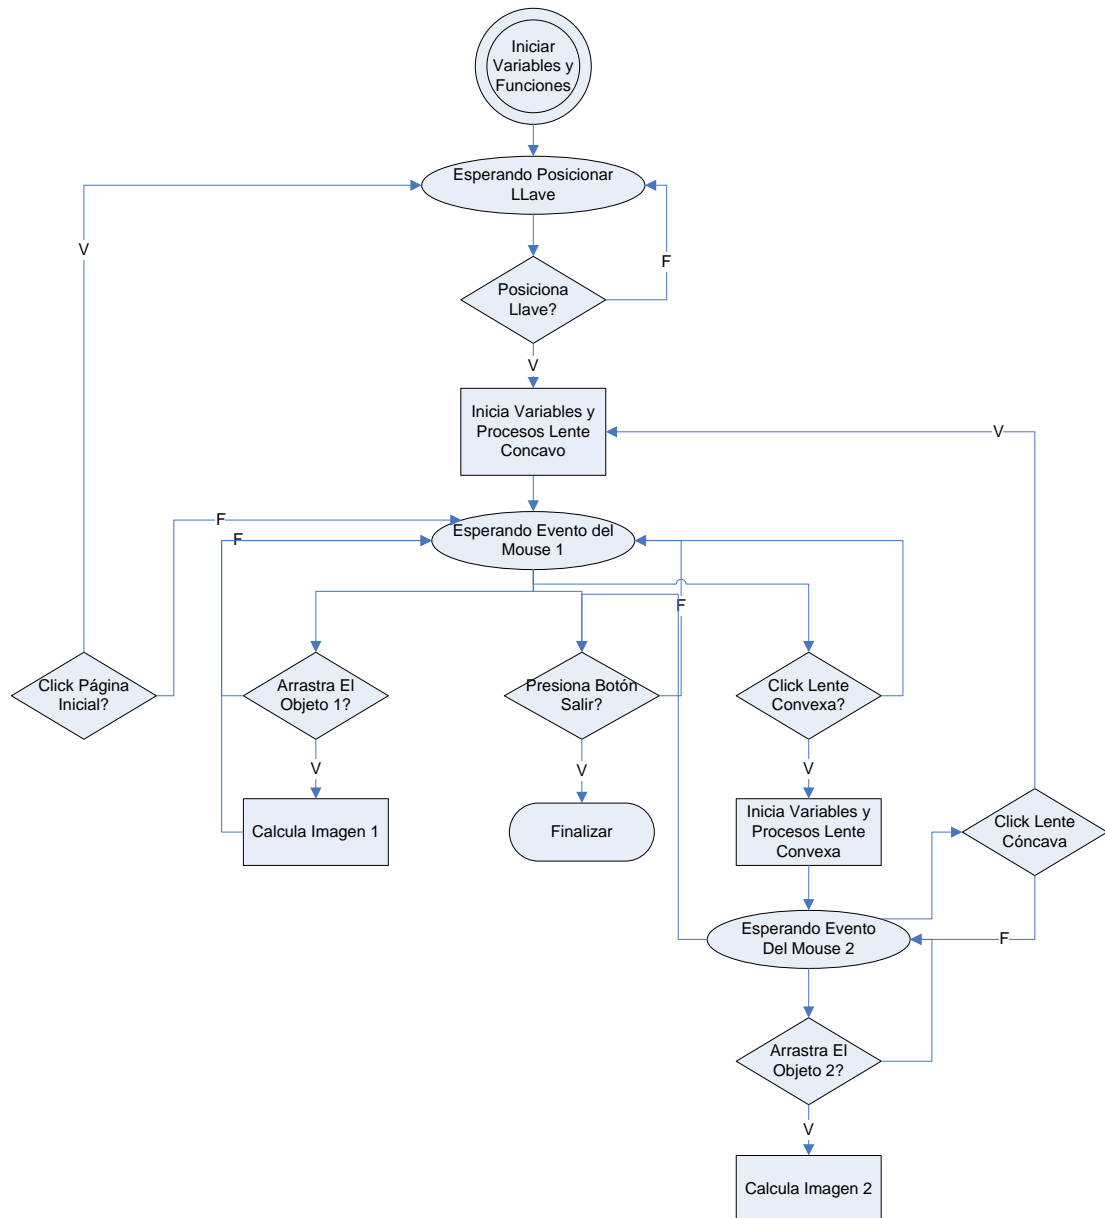 Iniciar
Variables y
Funciones
Esperando Posicionar
LLave
V
F
Posiciona
Llave?
V
Inicia Variables y
Procesos Lente
Concavo
V
F
Esperando Evento del
Mouse 1
F
F
Click Página
Inicial?
Arrastra El
Objeto 1?
Presiona Botón
Salir?
Click Lente
Convexa?
V
V
V
Calcula Imagen 1
Finalizar
Inicia Variables y
Procesos Lente
Convexa
Click Lente
Cóncava
Esperando Evento
Del Mouse 2
F
Arrastra El
Objeto 2?
V
Calcula Imagen 2